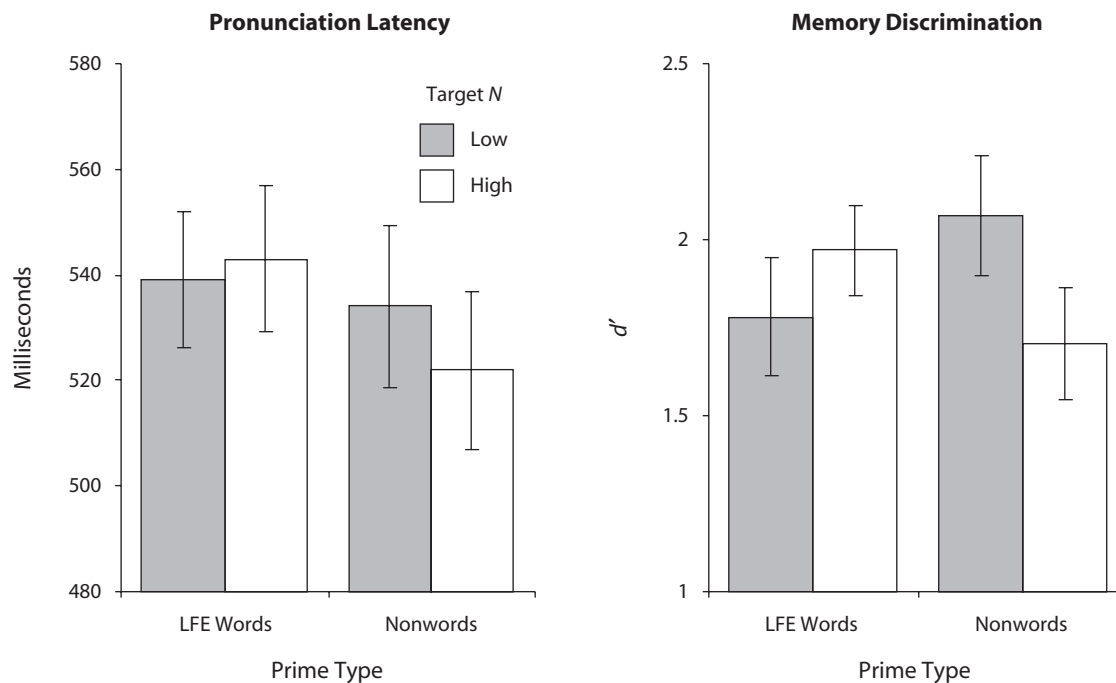 Pronunciation Latency
580
560
540
520
500
480
Milliseconds
Target N
Low
High
LFE Words
Nonwords
Prime Type
Memory Discrimination
2.5
2
1.5
1
d′
LFE Words
Nonwords
Prime Type